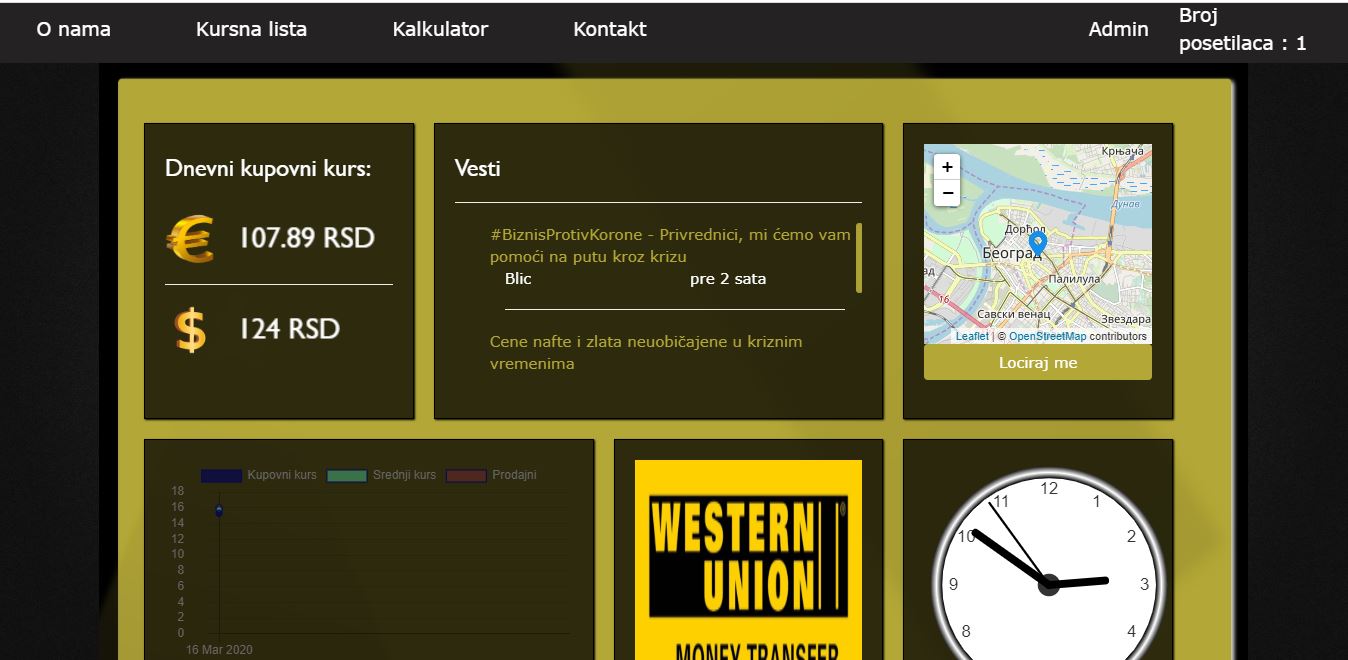 O nama
Kursna lista
Kalkulator
Kontakt
Admin
Broj
posetilaca : 1
Dnevni kupovni kurs:
107.89 RSD
124 RSD
Vesti
#BiznisProtivKorone - Privrednici, mi ćemo vam
pomoći na putu kroz krizu
Blic
pre 2 sata
Cene nafte i zlata neuobičajene u kriznim
vremenima
+
−
Крњача
Дунав
Дорћол
Београд
Палилула
16
Савски венац
Звездара
Leaflet | © OpenStreetMap contributors
Lociraj me
Kupovni kurs
Srednji kurs
Prodajni
18
16
14
12
10
8
6
4
2
0
16 Mar 2020
WESTERN
UNION
®
MONEY TRANSFER
12
1
2
3
4
8
9
10
11